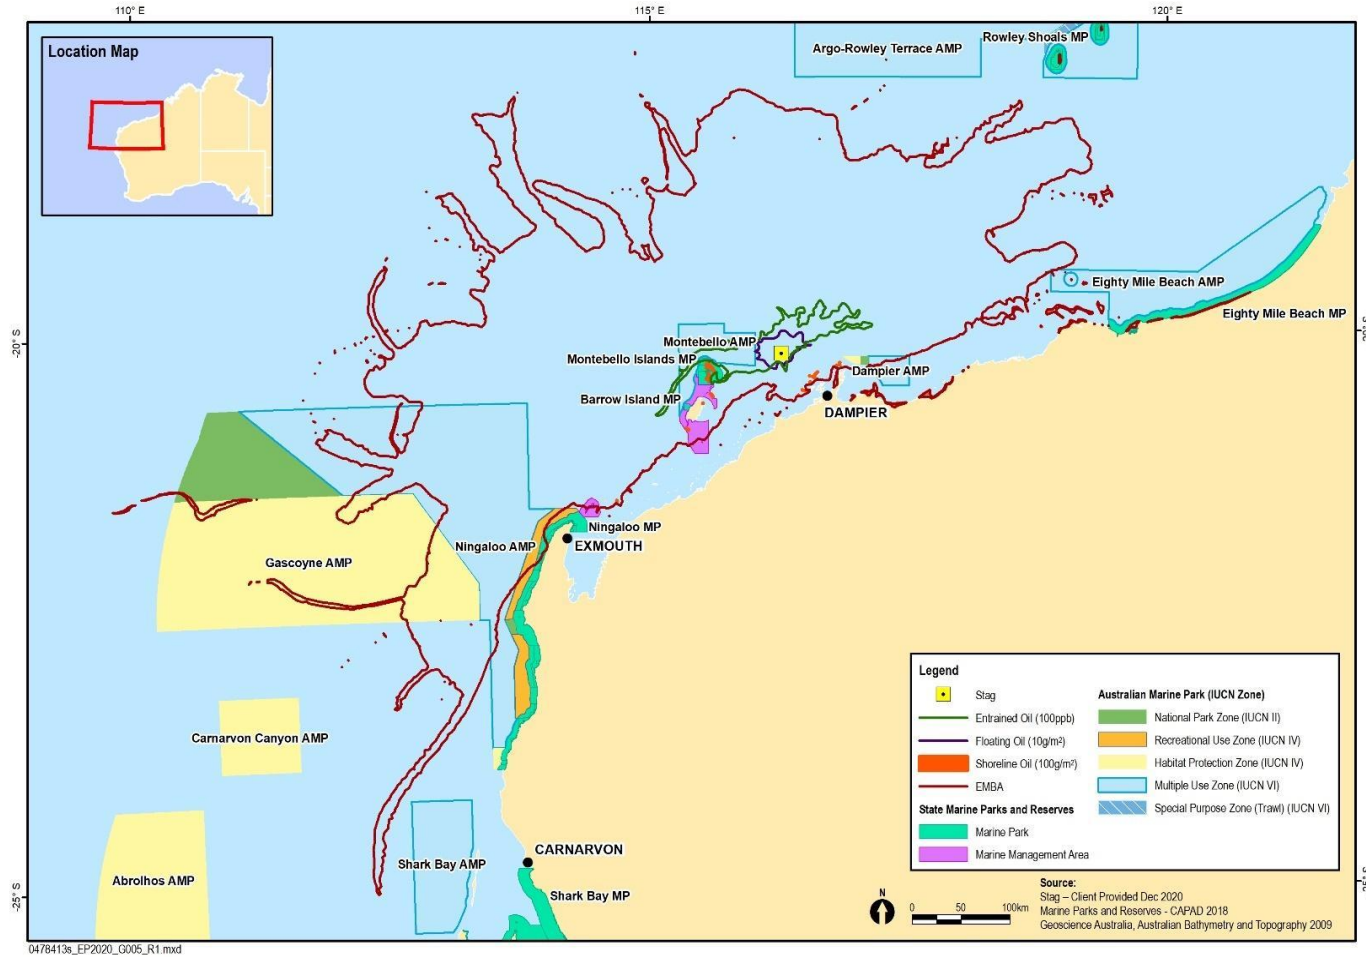 110° E
115° E
120° E
Location Map
Argo-Rowley Terrace AMP
Rowley Shoals MP
Eighty Mile Beach AMP
Eighty Mile Beach MP
-20° S
Montebello AMP
Montebello Islands MP
Dampier AMP
Barrow Island MP
DAMPIER
Ningaloo MP
Ningaloo AMP
EXMOUTH
Gascoyne AMP
Carnarvon Canyon AMP
CARNARVON
Shark Bay AMP
Abrolhos AMP
Shark Bay MP
-25° S
Legend
Stag
Entrained Oil (100ppb)
Floating Oil (10g/m²)
Shoreline Oil (100g/m²)
EMBA
State Marine Parks and Reserves
Marine Park
Marine Management Area
Australian Marine Park (IUCN Zone)
National Park Zone (IUCN II)
Recreational Use Zone (IUCN IV)
Habitat Protection Zone (IUCN IV)
Multiple Use Zone (IUCN VI)
Special Purpose Zone (Trawl) (IUCN VI)
N
0 50 100km
Source:
Stag – Client Provided Dec 2020
Marine Parks and Reserves - CAPAD 2018
Geoscience Australia, Australian Bathymetry and Topography 2009
0478413s_EP2020_G005_R1.mxd